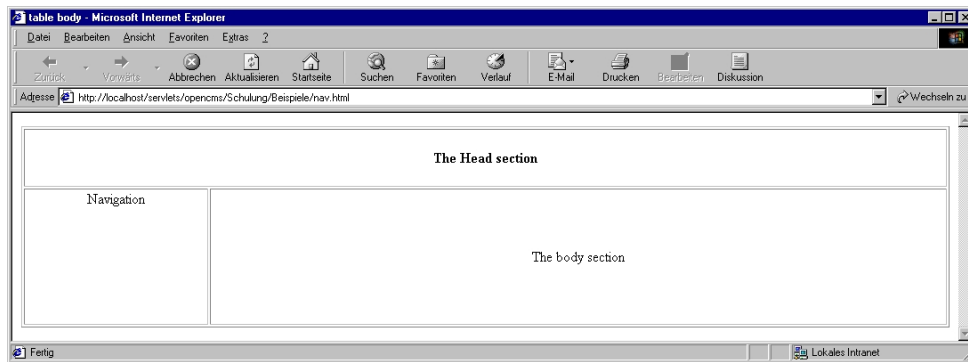 table body - Microsoft Internet Explorer
Datei Bearbeiten Ansicht Favoriten Extras ?
Zurück Vorwärts Abbrechen Aktualisieren Startseite Suchen Favoriten Verlauf E-Mail Drucken Bearbeiten Diskussion
Adresse http://localhost/servlets/opencms/Schulung/Beispiele/nav.html Wechseln zu
The Head section
Navigation
The body section
Fertig Lokales Intranet